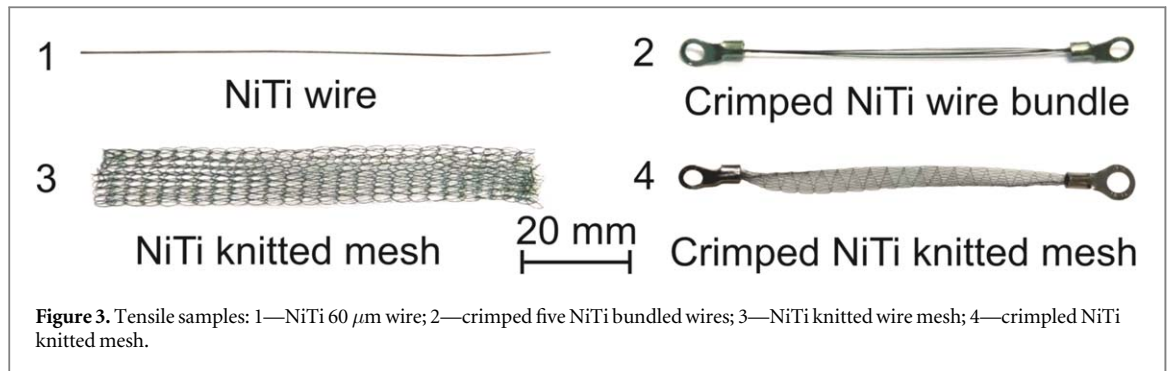 1
NiTi wire
2
Crimped NiTi wire bundle
3
NiTi knitted mesh
20 mm
4
Crimped NiTi knitted mesh
Figure 3. Tensile samples: 1—NiTi 60 μm wire; 2—crimped five NiTi bundled wires; 3—NiTi knitted wire mesh; 4—crimpled NiTi
knitted mesh.